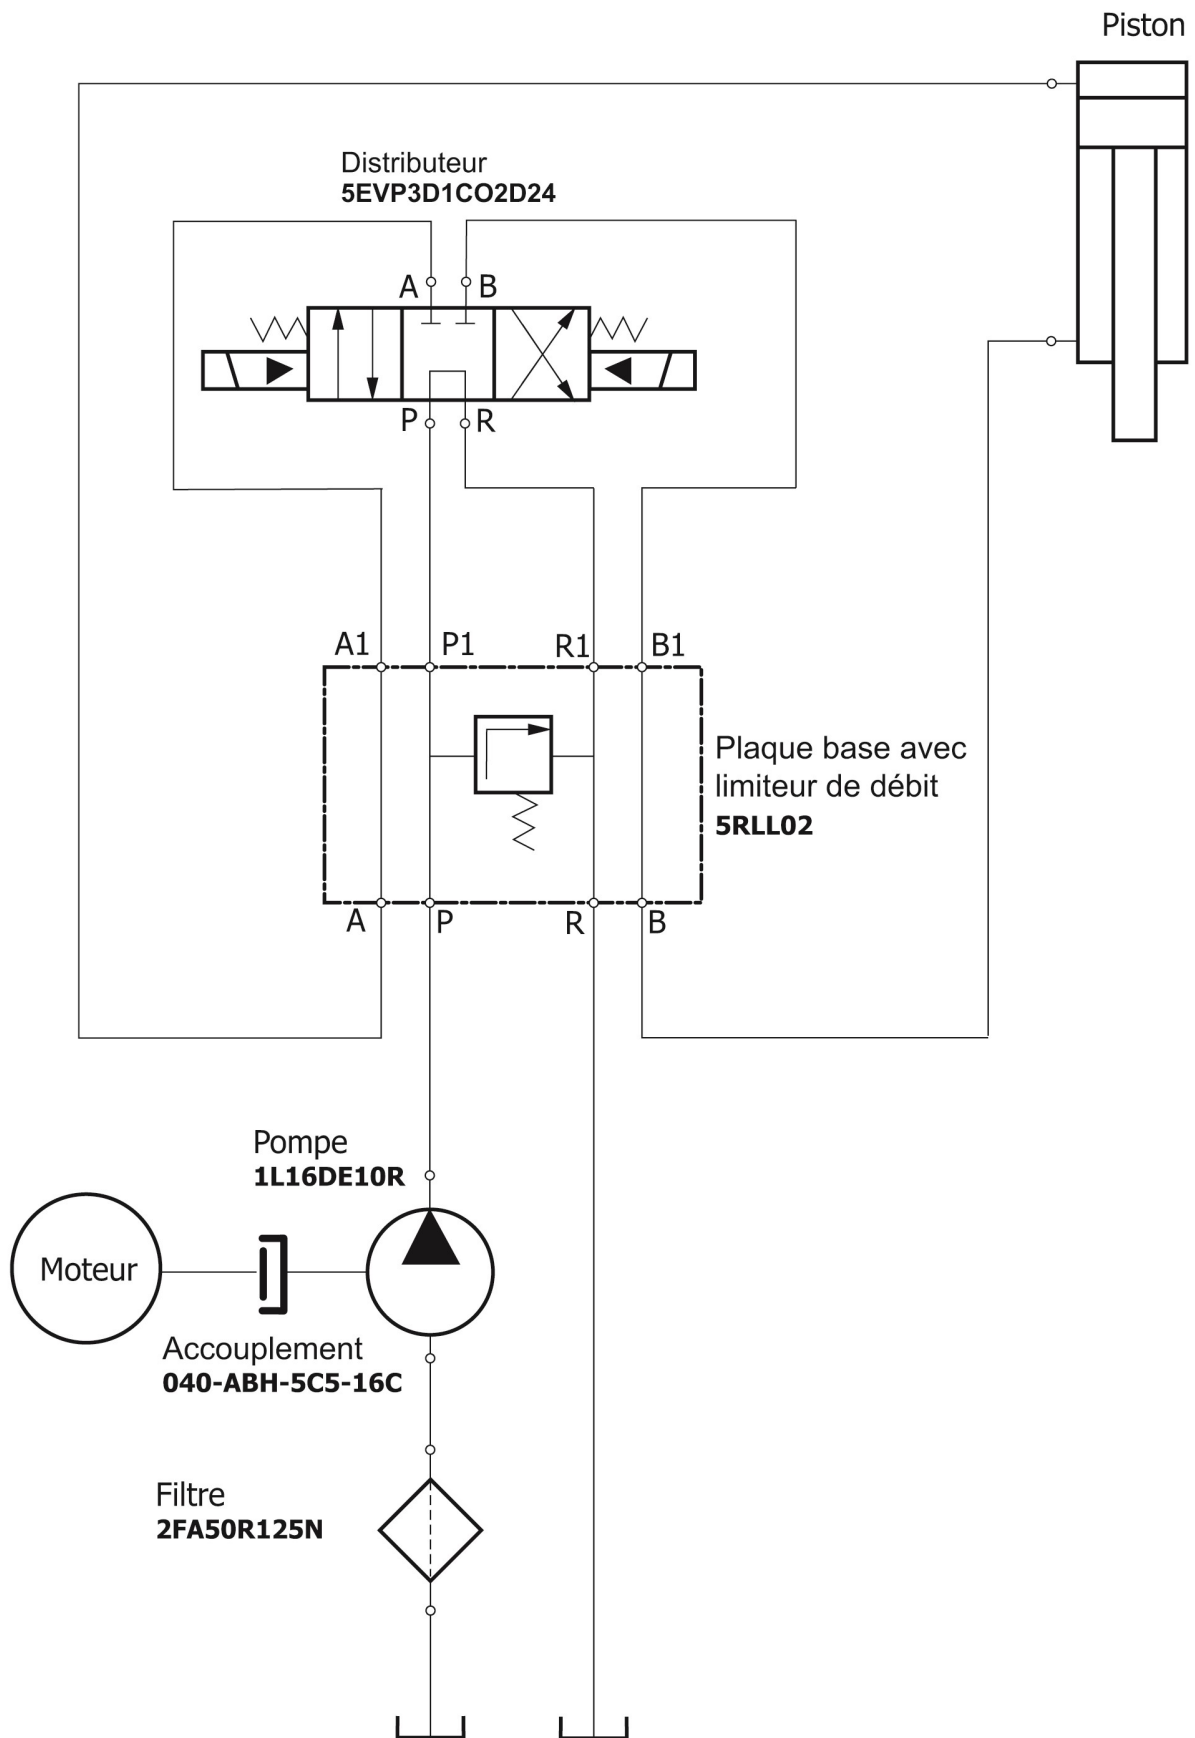 Piston
Distributeur
5EVP3D1CO2D24
A B
P R
A1 P1 R1 B1
Plaque base avec
limiteur de débit
5RLL02
A P R B
Pompe
1L16DE10R
Moteur
Accouplement
040-ABH-5C5-16C
Filtre
2FA50R125N